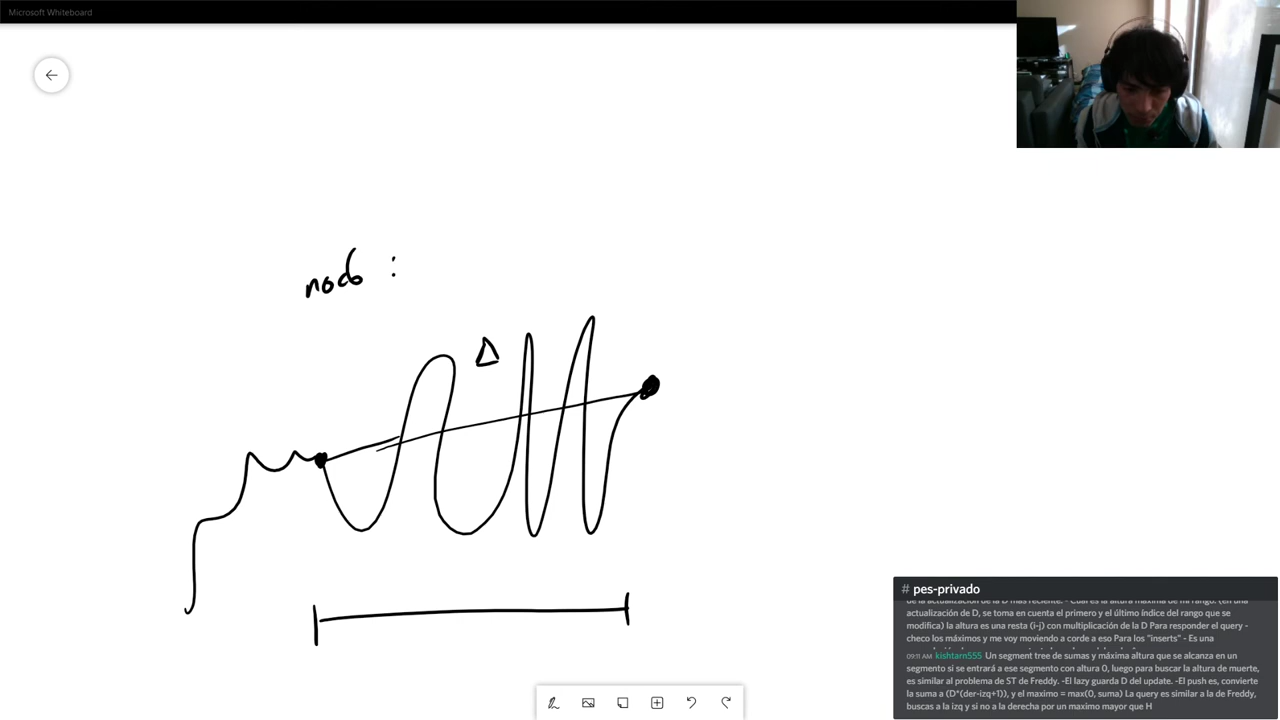 Microsoft Whiteboard
nodo :
Δ
# pes-privado
de la actualización de la D más reciente. - Cual es la altura máxima de mi rango. (en una
actualización de D, se toma en cuenta el primero y el último índice del rango que se
modifica) la altura es una resta (i-j) con multiplicación de la D Para responder el query -
checo los máximos y me voy moviendo a corde a eso Para los "inserts" - Es una
09:11 AM kishtarn555 Un segment tree de sumas y máxima altura que se alcanza en un
segmento si se entrará a ese segmento con altura 0, luego para buscar la altura de muerte,
es similar al problema de ST de Freddy. -El lazy guarda D del update. -El push es, convierte
la suma a (D*(der-izq+1)), y el maximo = max(0, suma) La query es similar a la de Freddy,
buscas a la izq y si no a la derecha por un maximo mayor que H